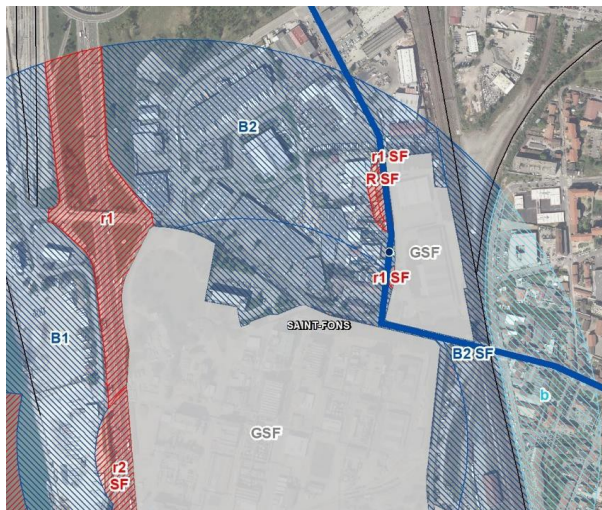 B2
r1 SF
R SF
r1
GSF
r1 SF
SAINT-FONS
B1
B2 SF
b
GSF
r2
SF